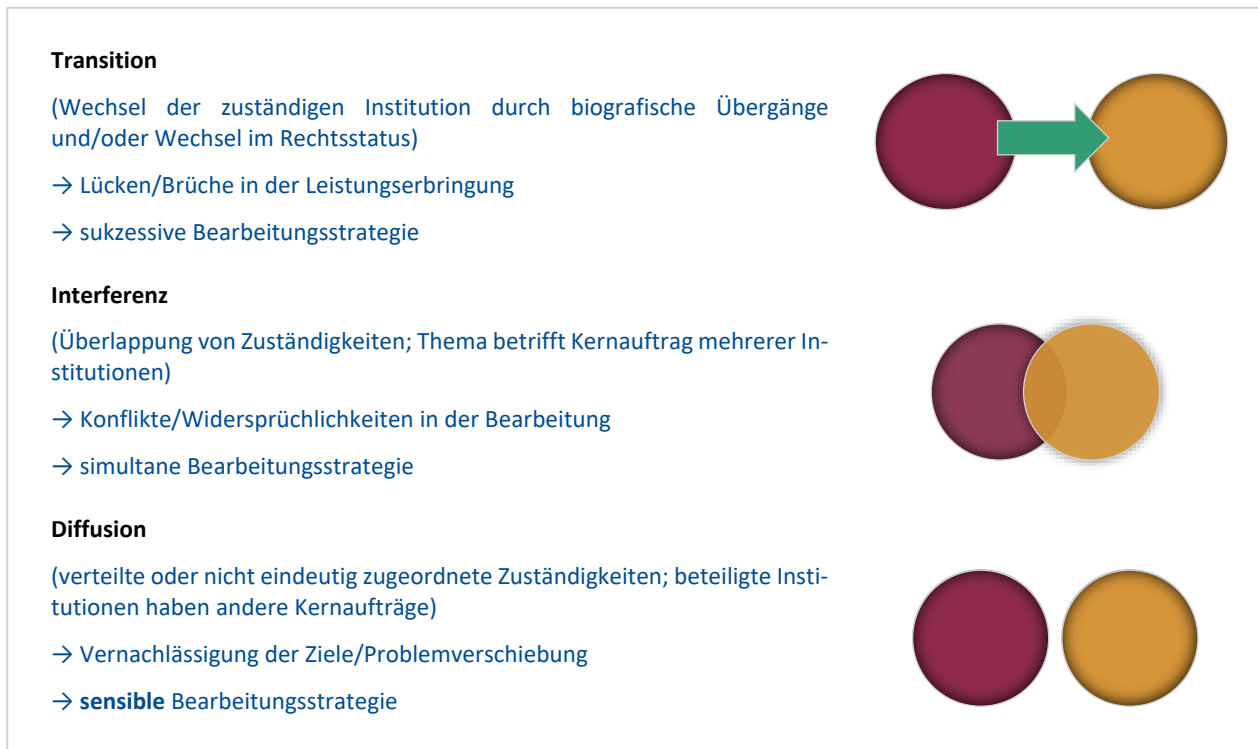 Transition
(Wechsel der zuständigen Institution durch biografische Übergänge
und/oder Wechsel im Rechtsstatus)
→ Lücken/Brüche in der Leistungserbringung
→ sukzessive Bearbeitungsstrategie
Interferenz
(Überlappung von Zuständigkeiten; Thema betrifft Kernauftrag mehrerer In-
stitutionen)
→ Konflikte/Widersprüchlichkeiten in der Bearbeitung
→ simultane Bearbeitungsstrategie
Diffusion
(verteilte oder nicht eindeutig zugeordnete Zuständigkeiten; beteiligte Insti-
tutionen haben andere Kernaufträge)
→ Vernachlässigung der Ziele/Problemverschiebung
→ sensible Bearbeitungsstrategie